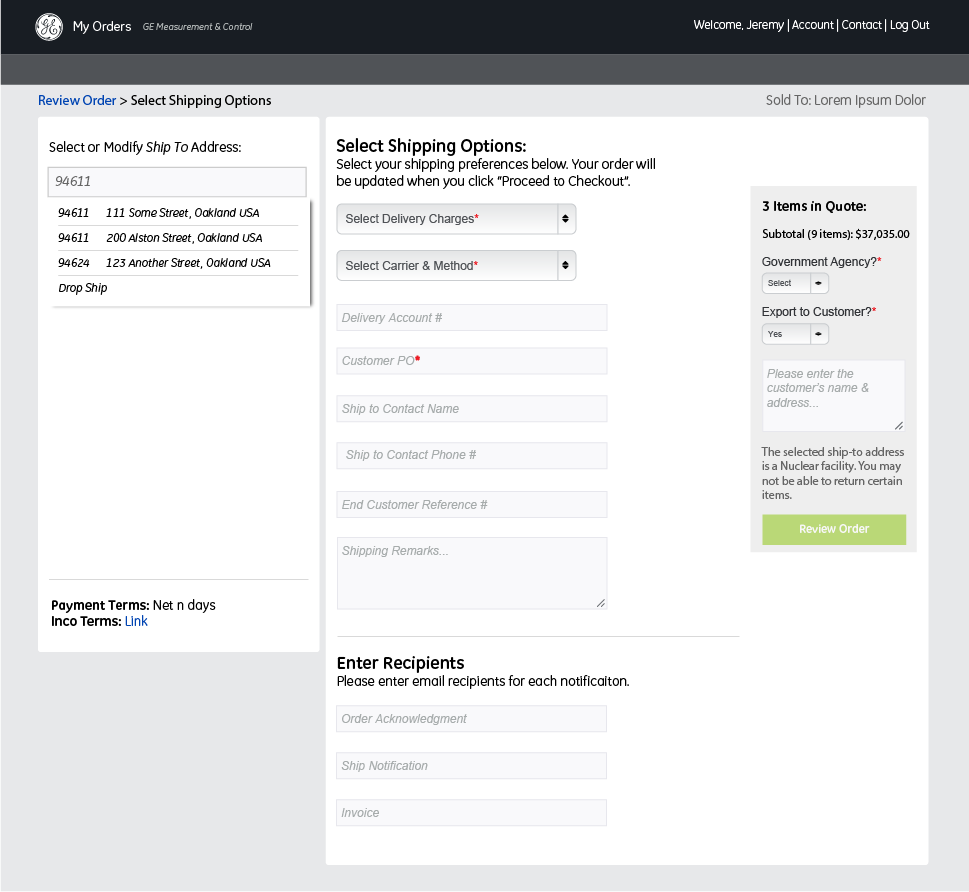 My Orders GE Measurement & Control
Welcome, Jeremy | Account | Contact | Log Out
Review Order > Select Shipping Options
Sold To: Lorem Ipsum Dolor
Select or Modify Ship To Address:
94611
94611 111 Some Street, Oakland USA
94611 200 Alston Street, Oakland USA
94624 123 Another Street, Oakland USA
Drop Ship
Payment Terms: Net n days
Inco Terms: Link
Select Shipping Options:
Select your shipping preferences below. Your order will
be updated when you click "Proceed to Checkout".
Select Delivery Charges*
Select Carrier & Method*
Delivery Account #
Customer PO*
Ship to Contact Name
Ship to Contact Phone #
End Customer Reference #
Shipping Remarks...
Enter Recipients
Please enter email recipients for each notificaiton.
Order Acknowledgment
Ship Notification
Invoice
3 Items in Quote:
Subtotal (9 items): $37,035.00
Government Agency?*
Select
Export to Customer?*
Yes
Please enter the
customer's name &
address...
The selected ship-to address
is a Nuclear facility. You may
not be able to return certain
items.
Review Order